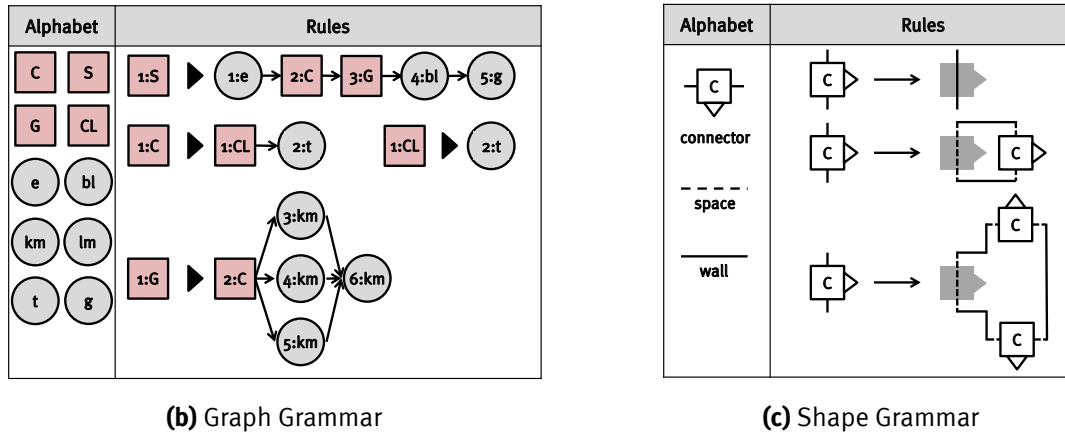 Alphabet Rules
C S
1:S 1:e 2:C 3:G 4:bl 5:g
G CL
1:C 1:CL 2:t 1:CL 2:t
e bl
km lm
t g
3:km
1:G 2:C 4:km 6:km
5:km
(b) Graph Grammar
Alphabet Rules
C
connector
space
wall
C
C C
C
C
C
(c) Shape Grammar